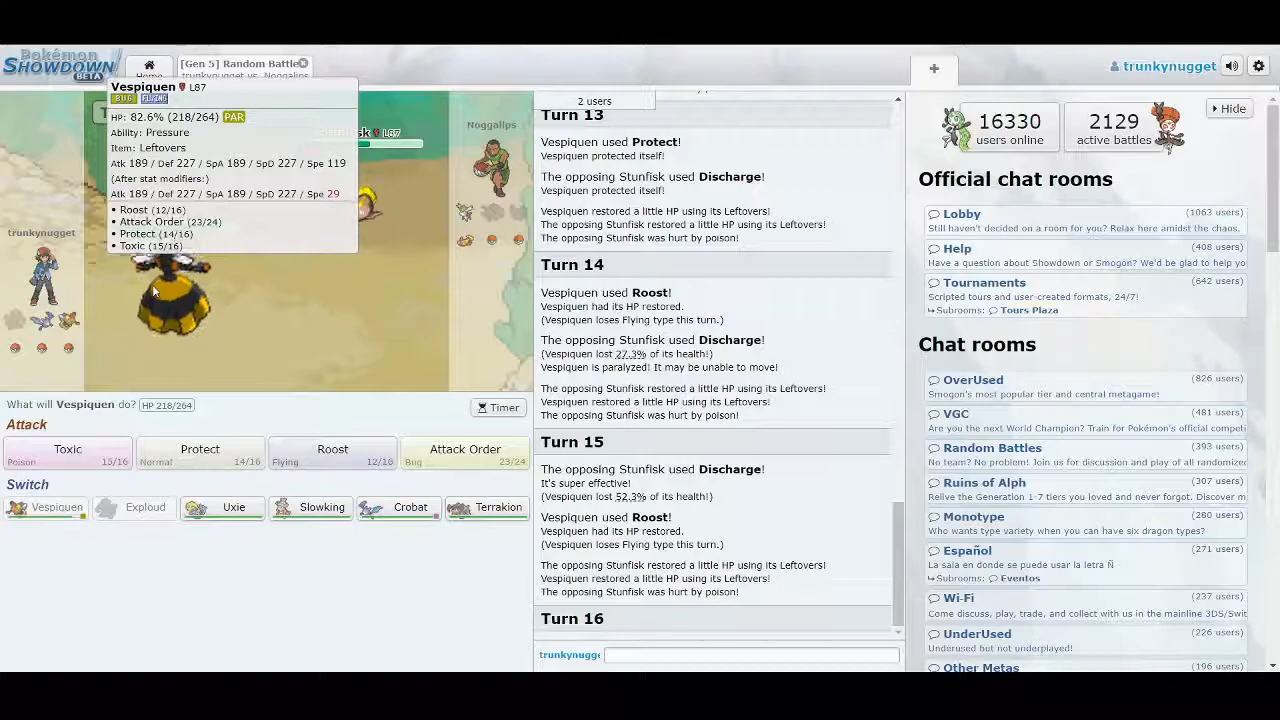 Pokémon
SHOWDOWN
BETA
Home
[Gen 5] Random Battle
trunkynugget vs. Noggalips
trunkynugget
Vespiquen L87
BUG FLYING
HP: 82.6% (218/264) PAR
Ability: Pressure
Item: Leftovers
Atk 189 / Def 227 / SpA 189 / SpD 227 / Spe 119
(After stat modifiers:)
Atk 189 / Def 227 / SpA 189 / SpD 227 / Spe 29
• Roost (12/16)
• Attack Order (23/24)
• Protect (14/16)
• Toxic (15/16)
L87
Noggalips
trunkynugget
What will Vespiquen do? HP 218/264
Timer
Attack
Toxic
Poison 15/16
Protect
Normal 14/16
Roost
Flying 12/16
Attack Order
Bug 23/24
Switch
Vespiquen
Exploud
Uxie
Slowking
Crobat
Terrakion
2 users
Turn 13
Vespiquen used Protect!
Vespiquen protected itself!
The opposing Stunfisk used Discharge!
Vespiquen protected itself!
Vespiquen restored a little HP using its Leftovers!
The opposing Stunfisk restored a little HP using its Leftovers!
The opposing Stunfisk was hurt by poison!
Turn 14
Vespiquen used Roost!
Vespiquen had its HP restored.
(Vespiquen loses Flying type this turn.)
The opposing Stunfisk used Discharge!
(Vespiquen lost 27.3% of its health!)
Vespiquen is paralyzed! It may be unable to move!
The opposing Stunfisk restored a little HP using its Leftovers!
Vespiquen restored a little HP using its Leftovers!
The opposing Stunfisk was hurt by poison!
Turn 15
The opposing Stunfisk used Discharge!
It's super effective!
(Vespiquen lost 52.3% of its health!)
Vespiquen used Roost!
Vespiquen had its HP restored.
(Vespiquen loses Flying type this turn.)
The opposing Stunfisk restored a little HP using its Leftovers!
Vespiquen restored a little HP using its Leftovers!
The opposing Stunfisk was hurt by poison!
Turn 16
trunkynugge
+
16330
users online
2129
active battles
Hide
Official chat rooms
Lobby (1063 users)
Still haven't decided on a room for you? Relax here amidst the chaos.
Help (408 users)
Have a question about Showdown or Smogon? We'd be glad to help yo
Tournaments (642 users)
Scripted tours and user-created formats, 24/7!
Subrooms: Tours Plaza
Chat rooms
OverUsed (826 users)
Smogon's most popular tier and central metagame!
VGC (481 users)
Are you the next World Champion? Train for Pokémon's official competi
Random Battles (393 users)
No team? No problem! Join us for discussion and play of all randomized
Ruins of Alph (307 users)
Relive the Generation 1-7 tiers you loved and never forgot. Discover m
Monotype (280 users)
Who wants type variety when you can have six dragon types?
Español (271 users)
La sala en donde se puede usar la letra Ñ
Subrooms: Eventos
Wi-Fi (237 users)
Come discuss, play, trade, and collect with us in the mainline 3DS/Swit
UnderUsed (226 users)
Underused but not underplayed!
Other Metas (196 users)